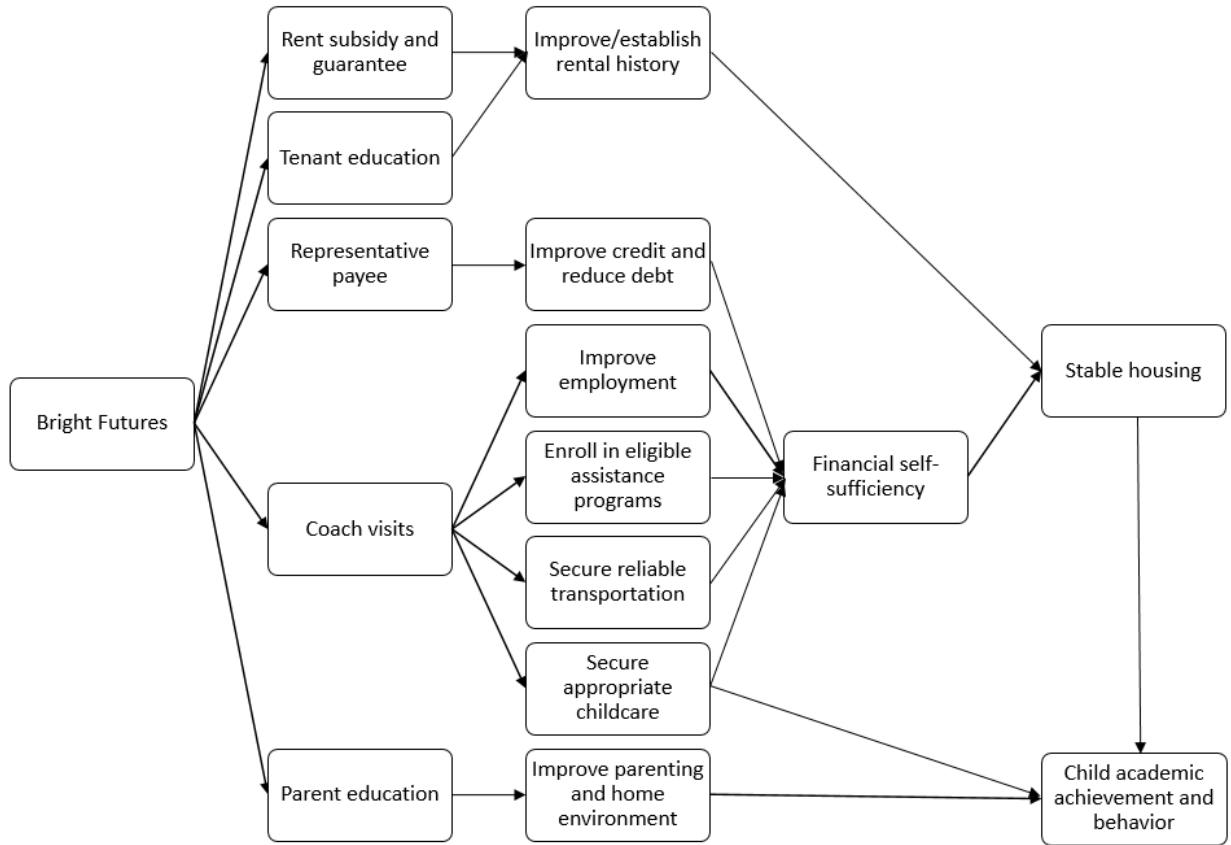 Rent subsidy and
guarantee
Improve/establish
rental history
Tenant education
Representative
payee
Improve credit and
reduce debt
Improve
employment
Stable housing
Bright Futures
Enroll in eligible
assistance
programs
Financial self-
sufficiency
Coach visits
Secure reliable
transportation
Secure
appropriate
childcare
Parent education
Improve parenting
and home
environment
Child academic
achievement and
behavior